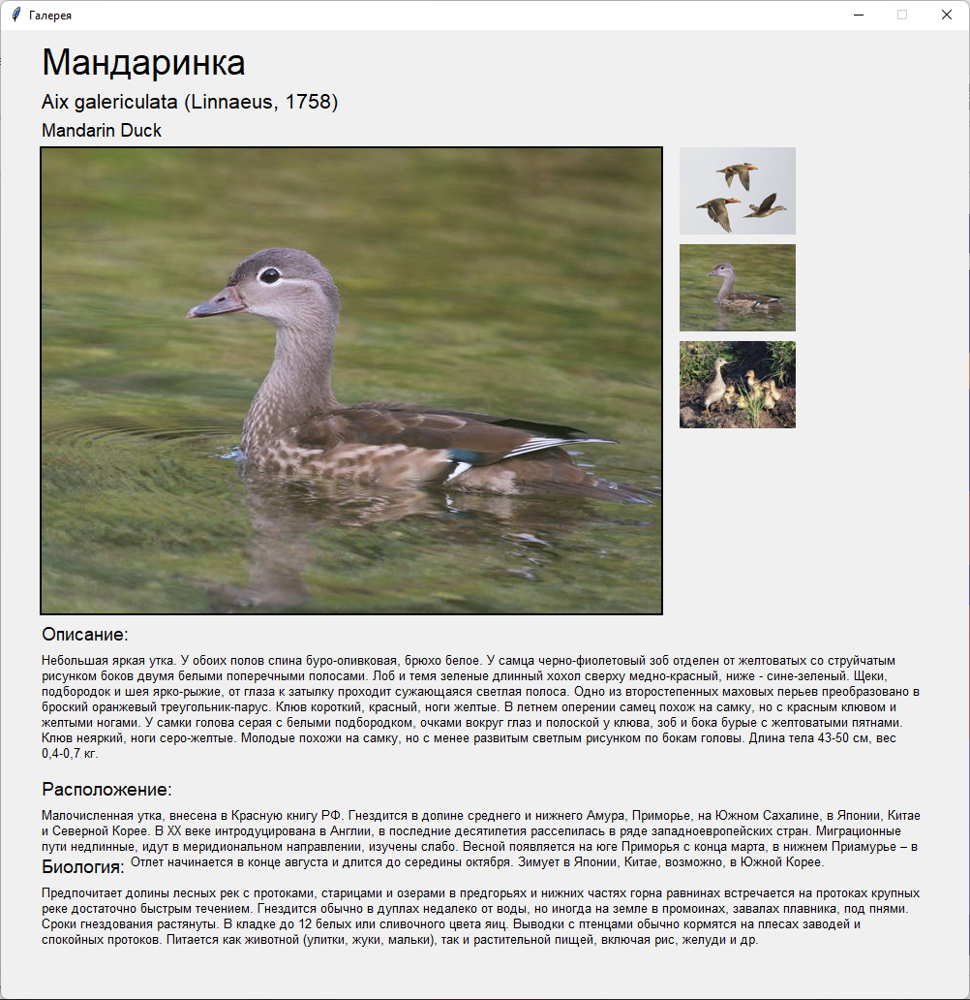 Галерея
Мандаринка
Aix galericulata (Linnaeus, 1758)
Mandarin Duck
Описание:
Небольшая яркая утка. У обоих полов спина буро-оливковая, брюхо белое. У самца черно-фиолетовый зоб отделен от желтоватых со струйчатым
рисунком боков двумя белыми поперечными полосами. Лоб и темя зеленые длинный хохол сверху медно-красный, ниже - сине-зеленый. Щеки,
подбородок и шея ярко-рыжие, от глаза к затылку проходит сужающаяся светлая полоса. Одно из второстепенных маховых перьев преобразовано в
броский оранжевый треугольник-парус. Клюв короткий, красный, ноги желтые. В летнем оперении самец похож на самку, но с красным клювом и
желтыми ногами. У самки голова серая с белыми подбородком, очками вокруг глаз и полоской у клюва, зоб и бока бурые с желтоватыми пятнами.
Клюв неяркий, ноги серо-желтые. Молодые похожи на самку, но с менее развитым светлым рисунком по бокам головы. Длина тела 43-50 см, вес
0,4-0,7 кг.
Расположение:
Малочисленная утка, внесена в Красную книгу РФ. Гнездится в долине среднего и нижнего Амура, Приморье, на Южном Сахалине, в Японии, Китае
и Северной Корее. В XX веке интродуцирована в Англии, в последние десятилетия расселилась в ряде западноевропейских стран. Миграционные
пути недлинные, идут в меридиональном направлении, изучены слабо. Весной появляется на юге Приморья с конца марта, в нижнем Приамурье – в
Биология: Отлет начинается в конце августа и длится до середины октября. Зимует в Японии, Китае, возможно, в Южной Корее.
Предпочитает долины лесных рек с протоками, старицами и озерами в предгорьях и нижних частях горна равнинах встречается на протоках крупных
реке достаточно быстрым течением. Гнездится обычно в дуплах недалеко от воды, но иногда на земле в промоинах, завалах плавника, под пнями.
Сроки гнездования растянуты. В кладке до 12 белых или сливочного цвета яиц. Выводки с птенцами обычно кормятся на плесах заводей и
спокойных протоков. Питается как животной (улитки, жуки, мальки), так и растительной пищей, включая рис, желуди и др.